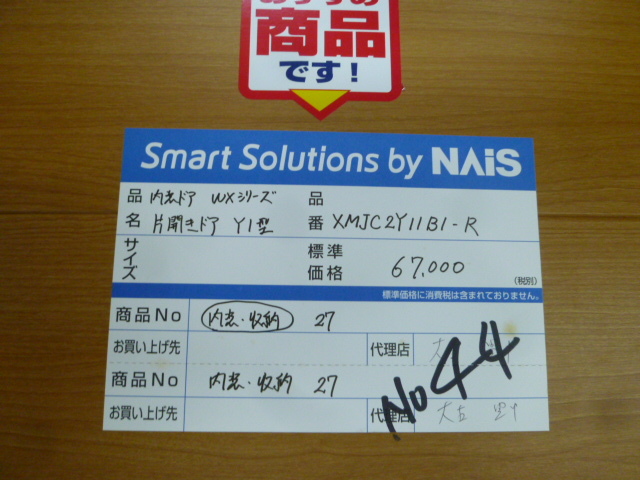 商品
です!
Smart Solutions by NAiS
品名 内装ドア WXシリーズ
片開きドア Y1型
品番 XMJC2Y11B1-R
サイズ
標準価格 67,000 (税別)
標準価格に消費税は含まれておりません。
商品No 内装・収納 27
お買い上げ先 代理店
商品No 内装・収納 27
お買い上げ先 代理店
No44